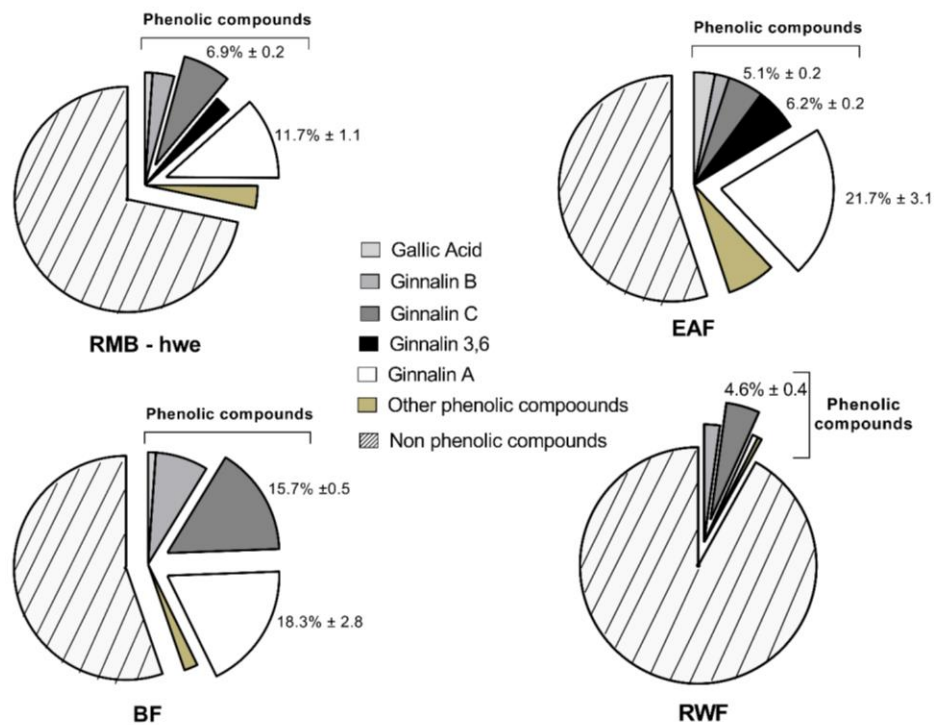 Phenolic compounds
6.9% ± 0.2
11.7% ± 1.1
RMB - hwe
Phenolic compounds
5.1% ± 0.2
6.2% ± 0.2
21.7% ± 3.1
EAF
Gallic Acid
Ginnalin B
Ginnalin C
Ginnalin 3,6
Ginnalin A
Other phenolic compoounds
Non phenolic compounds
Phenolic compounds
15.7% ±0.5
18.3% ± 2.8
BF
4.6% ± 0.4
Phenolic
compounds
RWF